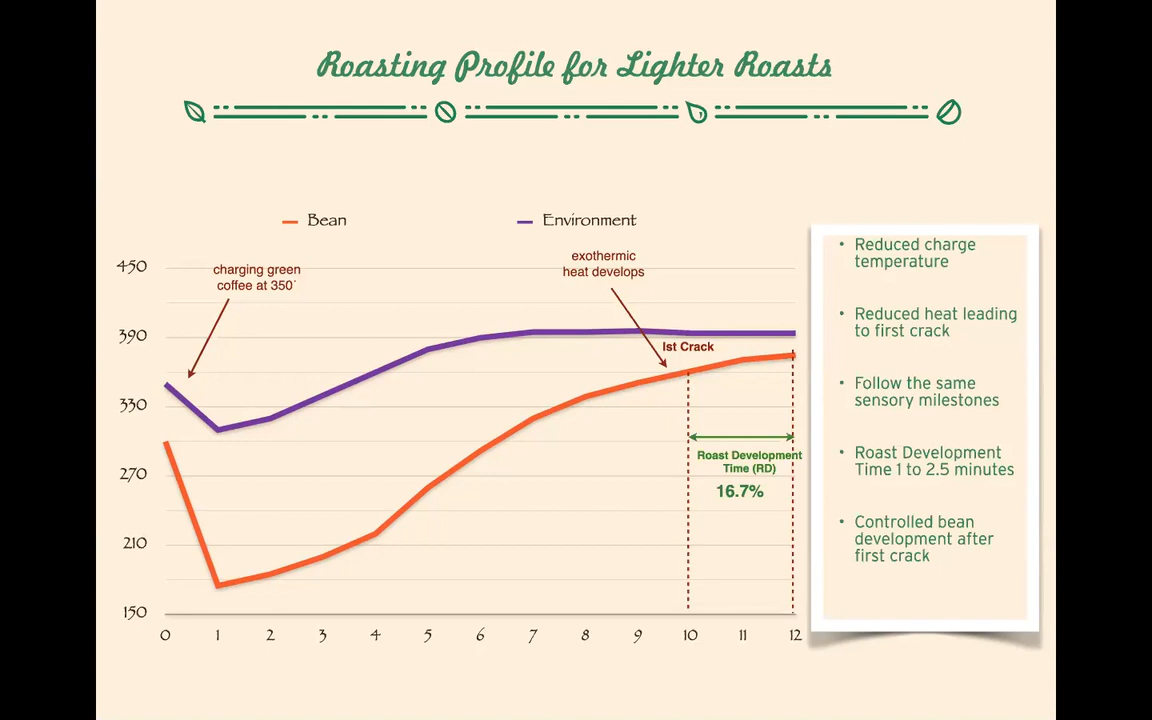 Roasting Profile for Lighter Roasts
Bean
Environment
450
390
330
270
210
150
0 1 2 3 4 5 6 7 8 9 10 11 12
charging green
coffee at 350˚
exothermic
heat develops
Ist Crack
Roast Development
Time (RD)
16.7%
• Reduced charge
temperature
• Reduced heat leading
to first crack
• Follow the same
sensory milestones
• Roast Development
Time 1 to 2.5 minutes
• Controlled bean
development after
first crack